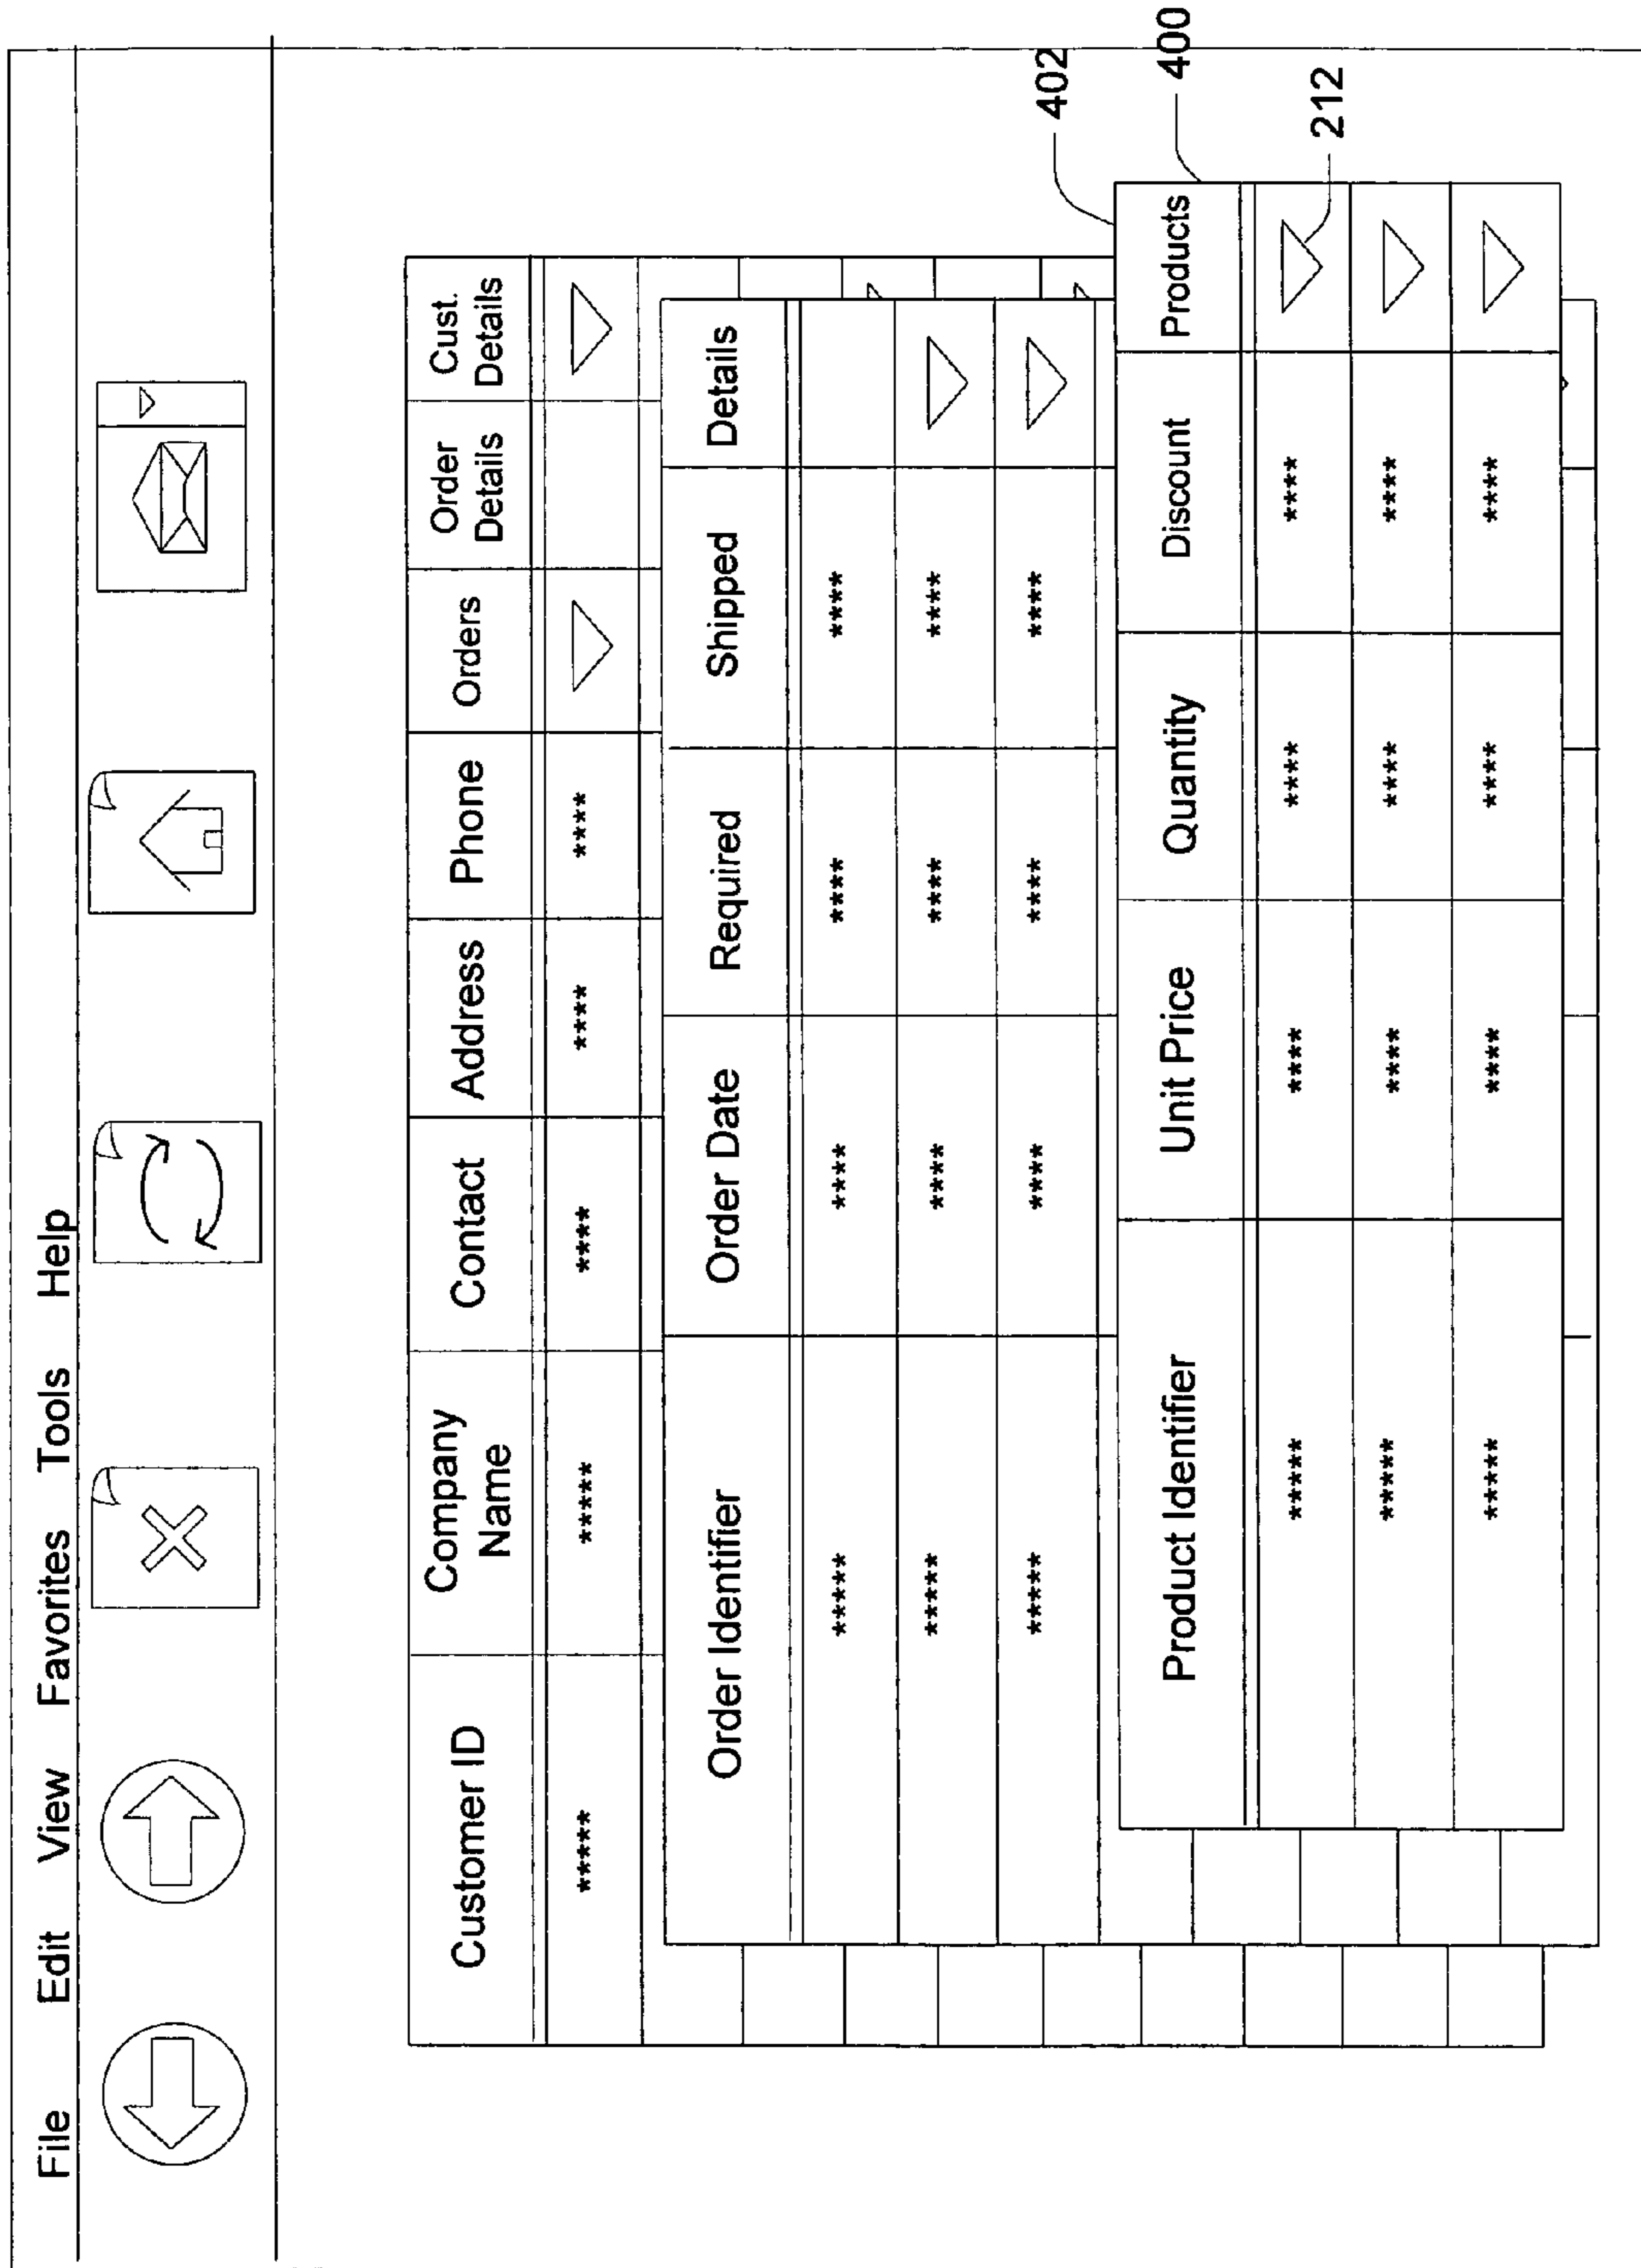 File Edit View Favorites Tools Help
Customer ID Company Name Contact Address Phone Orders Order Details Cust. Details
***** ***** **** **** ****
Order Identifier Order Date Required Shipped Details
***** **** **** ****
***** **** **** ****
***** **** **** ****
402
Product Identifier Unit Price Quantity Discount Products
400
***** **** **** ****
212
***** **** **** ****
***** **** **** ****